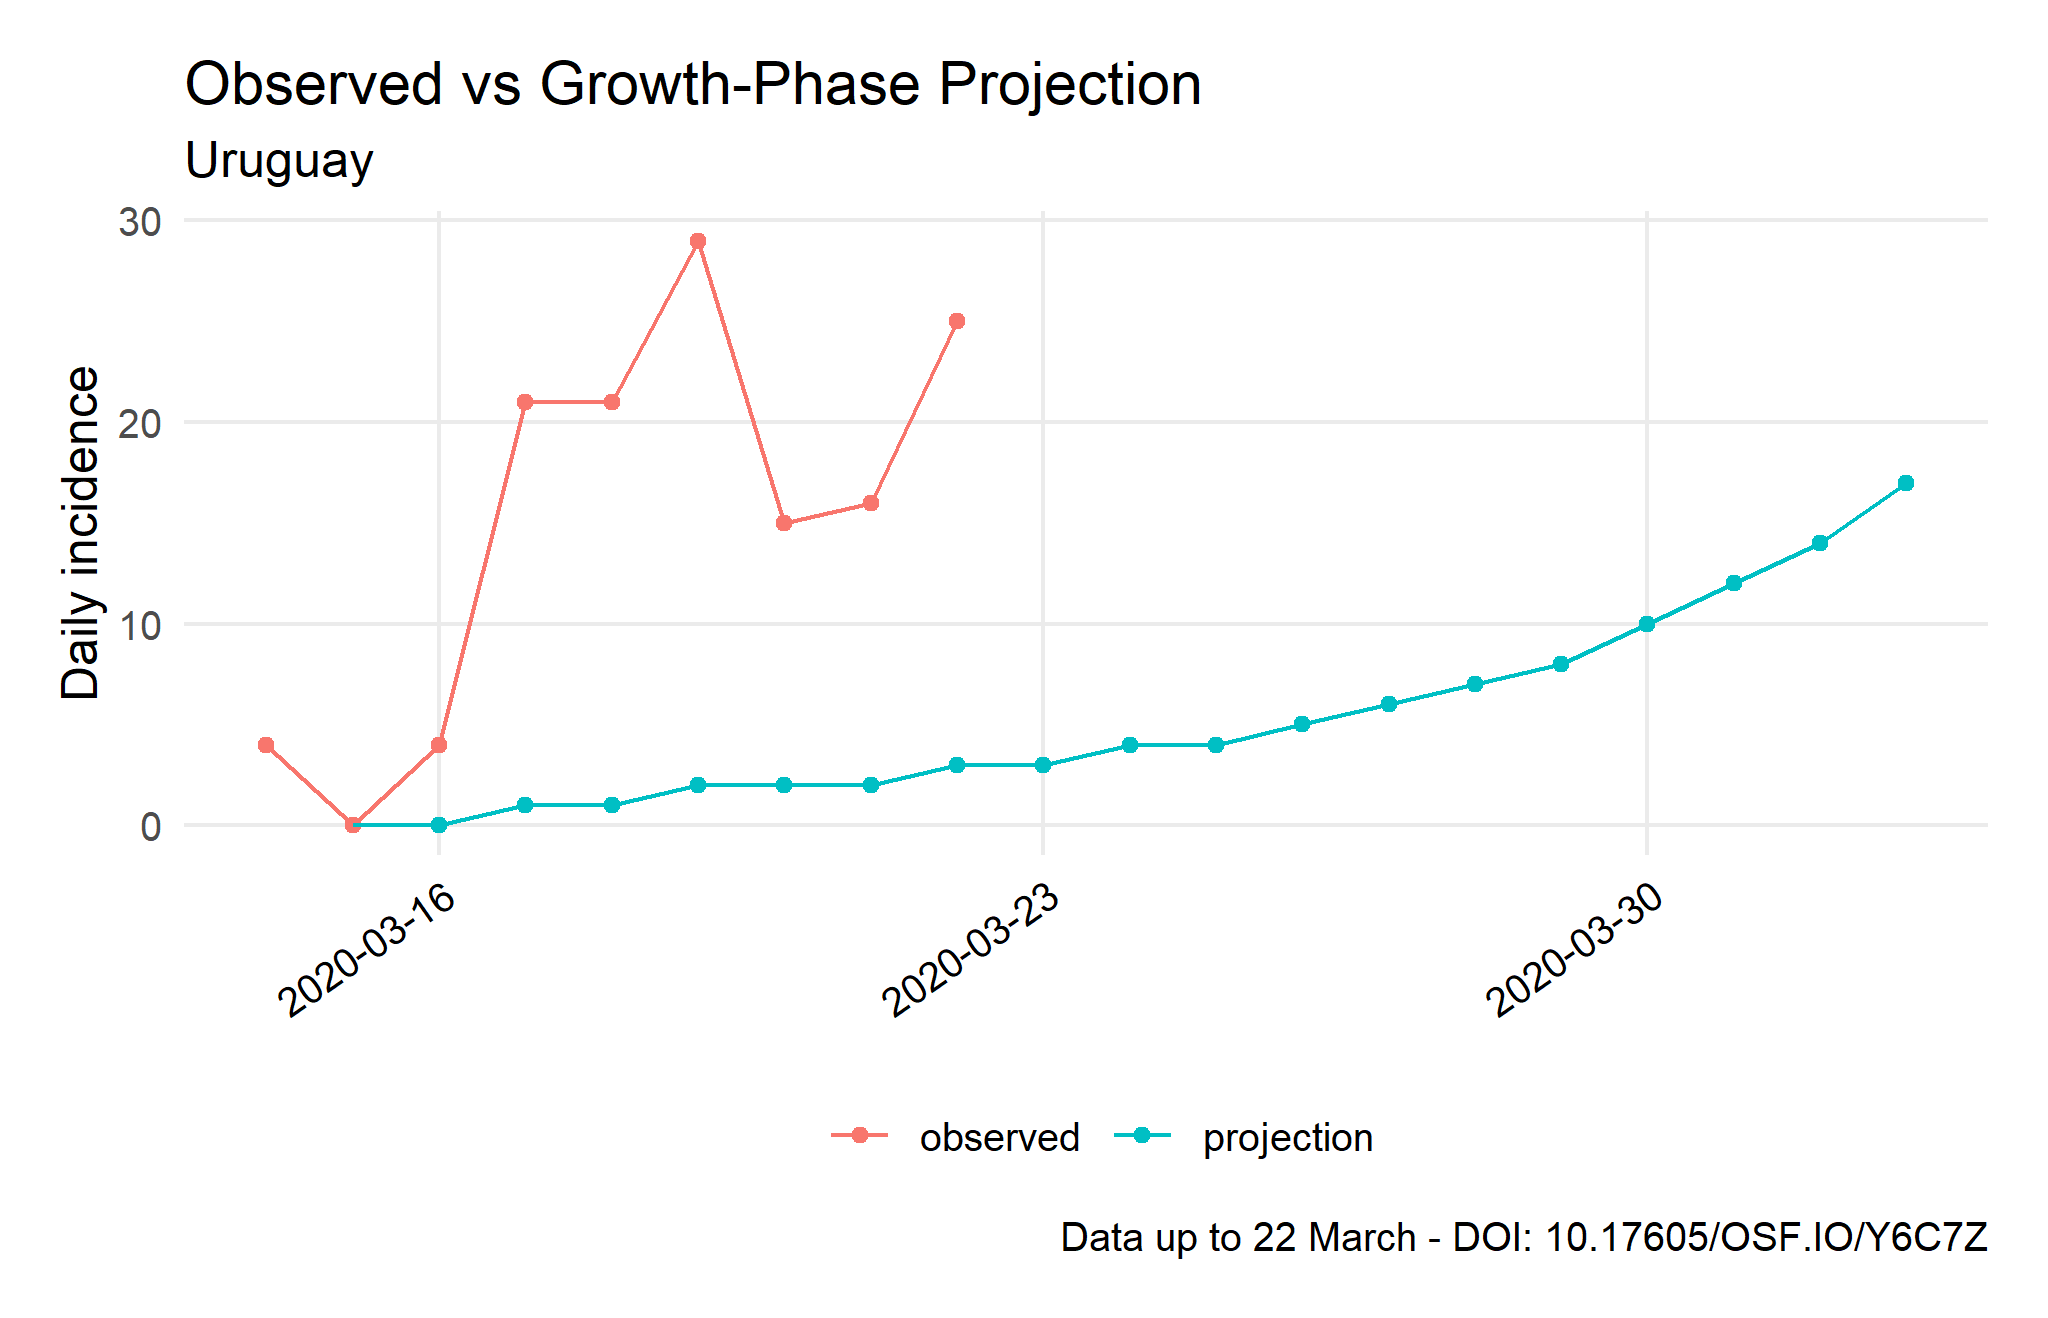 Observed vs Growth-Phase Projection
Uruguay
Daily incidence
30
20
10
0
2020-03-16
2020-03-23
2020-03-30
observed
projection
Data up to 22 March - DOI: 10.17605/OSF.IO/Y6C7Z